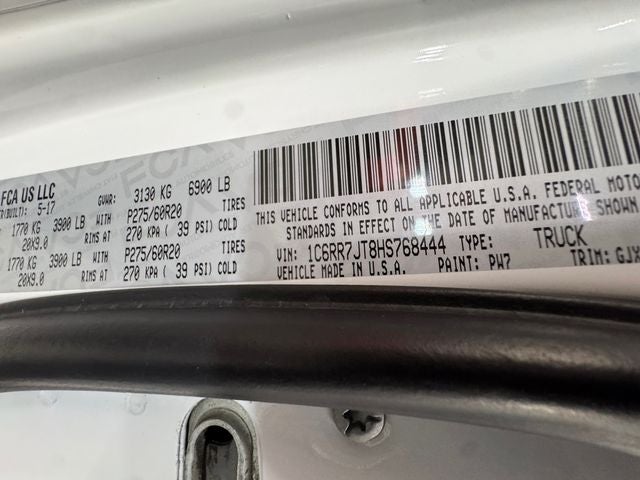 FCA US LLC
(BUILT): 5-17
GVWR: 3130 KG 6900 LB
1770 KG 3900 LB WITH P275/60R20 TIRES
20X9.0 RIMS AT 270 KPA ( 39 PSI) COLD
1770 KG 3900 LB WITH P275/60R20 TIRES
20X9.0 RIMS AT 270 KPA ( 39 PSI) COLD
THIS VEHICLE CONFORMS TO ALL APPLICABLE U.S.A. FEDERAL MOTO
STANDARDS IN EFFECT ON THE DATE OF MANUFACTURE SHOWN
VIN: 1C6RR7JT8HS768444 TYPE: TRUCK
VEHICLE MADE IN U.S.A. PAINT: PW7 TRIM: GJX